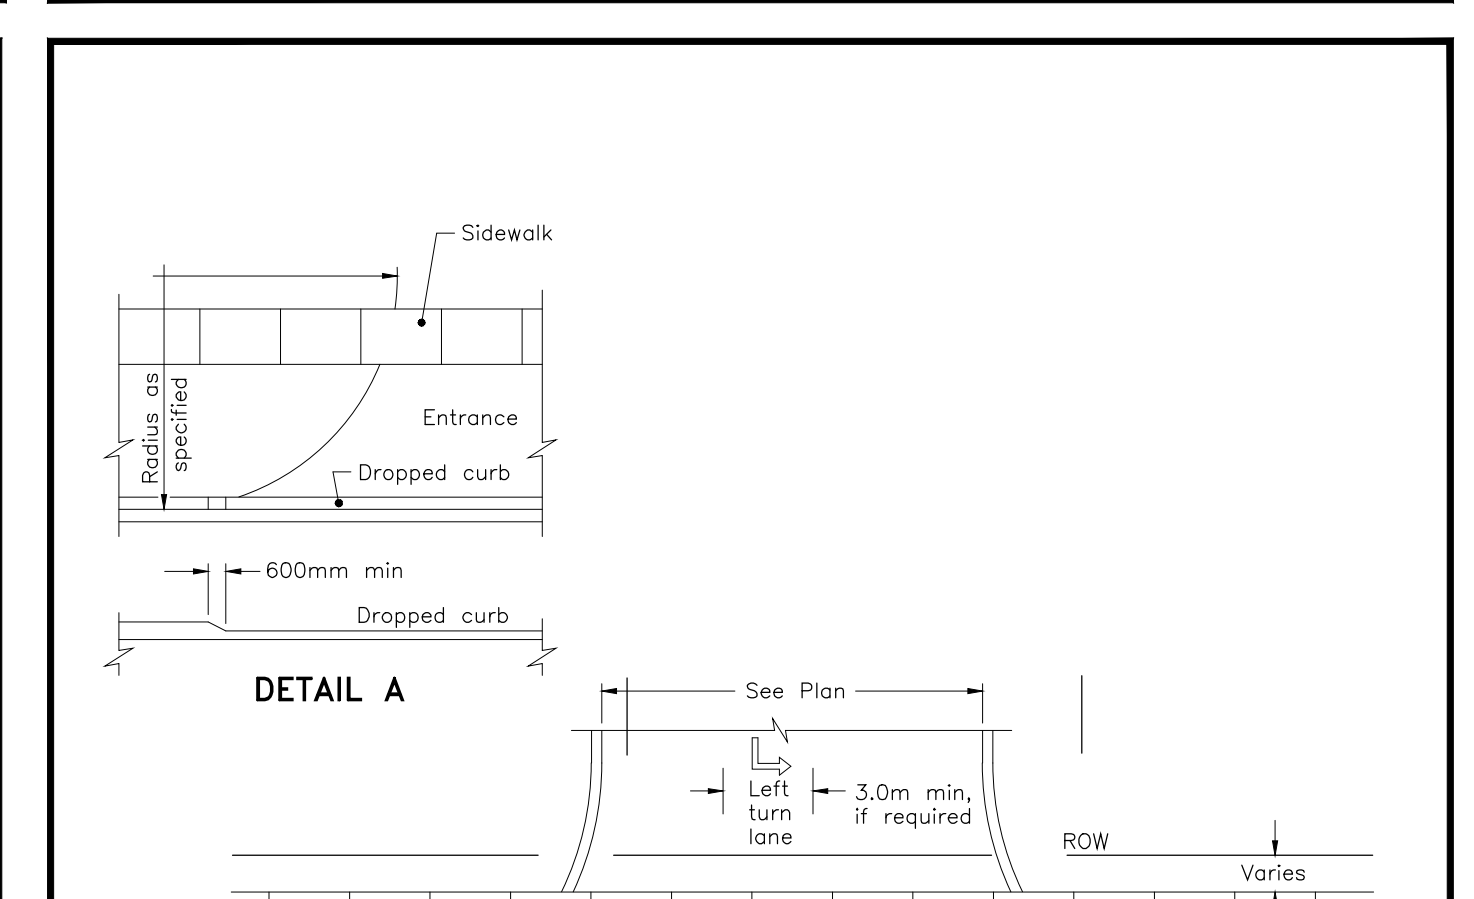 Sidewalk
Radius as
specified
Entrance
Dropped curb
600mm min
Dropped curb
DETAIL A
See Plan
Left
turn
lane
3.0m min,
if required
ROW
Varies